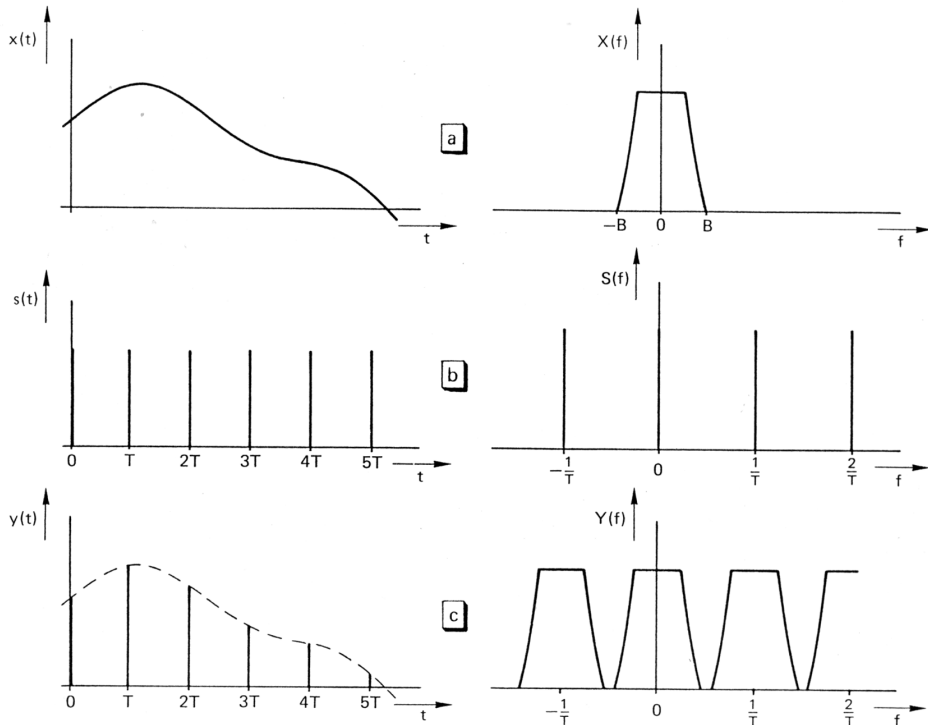 x(t)
X(f)
a
t
−B 0 B
f
s(t)
S(f)
b
0 T 2T 3T 4T 5T
t
−1/T 0 1/T 2/T
f
y(t)
Y(f)
c
0 T 2T 3T 4T 5T
t
−1/T 0 1/T 2/T
f